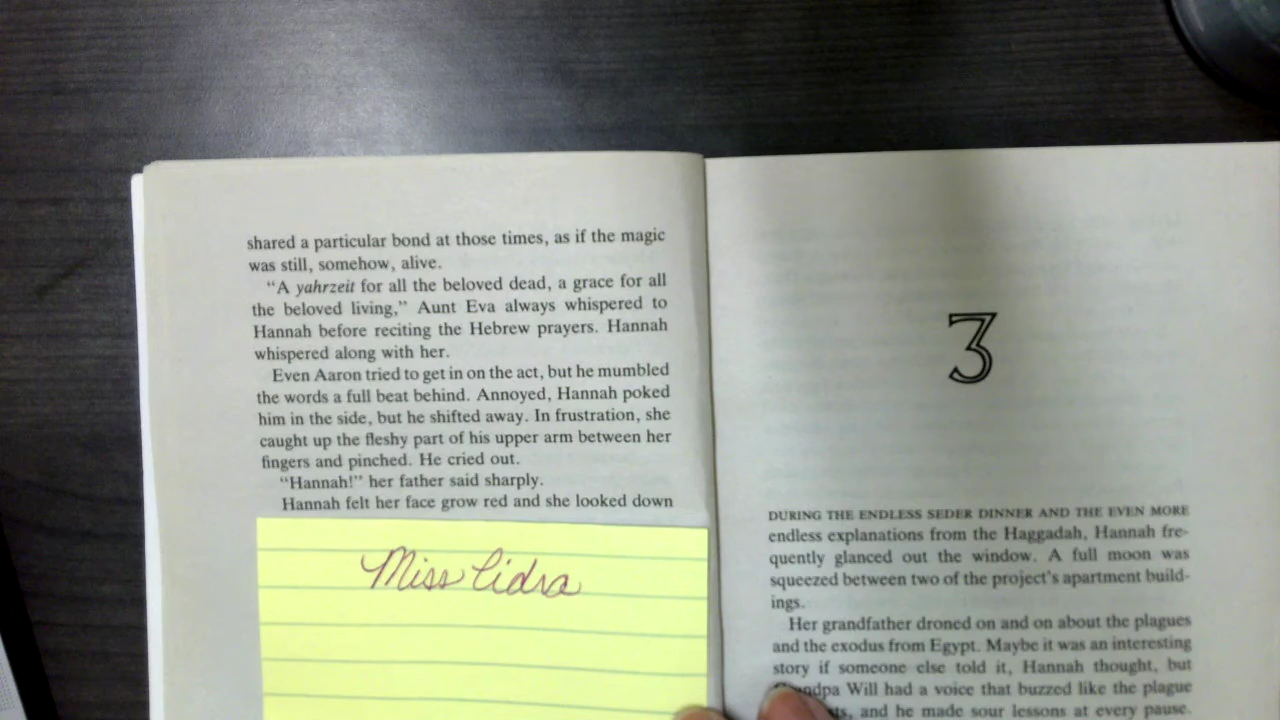 shared a particular bond at those times, as if the magic
was still, somehow, alive.
“A yahrzeit for all the beloved dead, a grace for all
the beloved living,” Aunt Eva always whispered to
Hannah before reciting the Hebrew prayers. Hannah
whispered along with her.
Even Aaron tried to get in on the act, but he mumbled
the words a full beat behind. Annoyed, Hannah poked
him in the side, but he shifted away. In frustration, she
caught up the fleshy part of his upper arm between her
fingers and pinched. He cried out.
“Hannah!” her father said sharply.
Hannah felt her face grow red and she looked down
Miss Cidra
3
DURING THE ENDLESS SEDER DINNER AND THE EVEN MORE
endless explanations from the Haggadah, Hannah fre-
quently glanced out the window. A full moon was
squeezed between two of the project's apartment build-
ings.
Her grandfather droned on and on about the plagues
and the exodus from Egypt. Maybe it was an interesting
story if someone else told it, Hannah thought, but
Will had a voice that buzzed like the plague
and he made sour lessons at every pause.